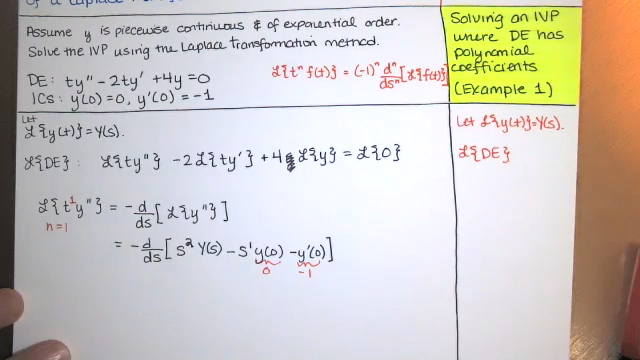 of a Laplace
Assume y is piecewise continuous & of exponential order.
Solve the IVP using the Laplace Transformation method.
DE: ty'' - 2ty' + 4y = 0
ICs: y(0) = 0, y'(0) = -1
ℒ{tⁿ f(t)} = (-1)ⁿ dⁿ/dsⁿ [ℒ{f(t)}]
Solving an IVP
where DE has
polynomial
coefficients
(Example 1)
Let
ℒ{y(t)} = Y(s).
ℒ{DE}: ℒ{ty''} - 2ℒ{ty'} + 4 ℒ{y} = ℒ{0}
ℒ{t¹y''} = - d/ds [ℒ{y''}]
n=1
= - d/ds [s² Y(s) - s¹ y(0) - y'(0)]
0 -1
Let ℒ{y(t)} = Y(s).
ℒ{DE}